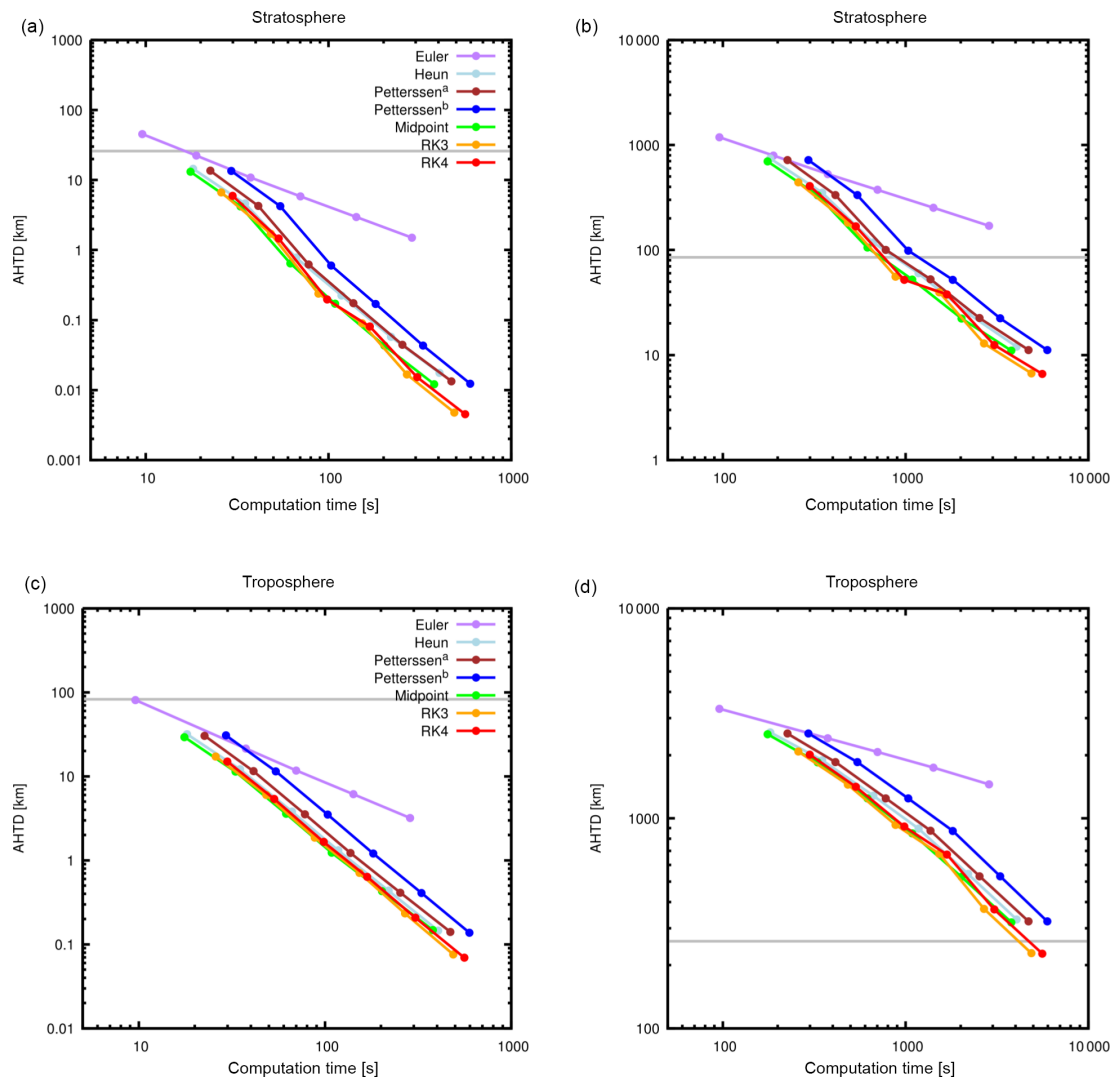 (a)
Stratosphere
1000
100
10
1
0.1
0.01
0.001
AHTD [km]
Euler
Heun
Petterssenᵃ
Petterssenᵇ
Midpoint
RK3
RK4
10
100
1000
Computation time [s]
(b)
Stratosphere
10 000
1000
100
10
1
AHTD [km]
100
1000
10 000
Computation time [s]
(c)
Troposphere
1000
100
10
1
0.1
0.01
AHTD [km]
Euler
Heun
Petterssenᵃ
Petterssenᵇ
Midpoint
RK3
RK4
10
100
1000
Computation time [s]
(d)
Troposphere
10 000
1000
100
AHTD [km]
100
1000
10 000
Computation time [s]